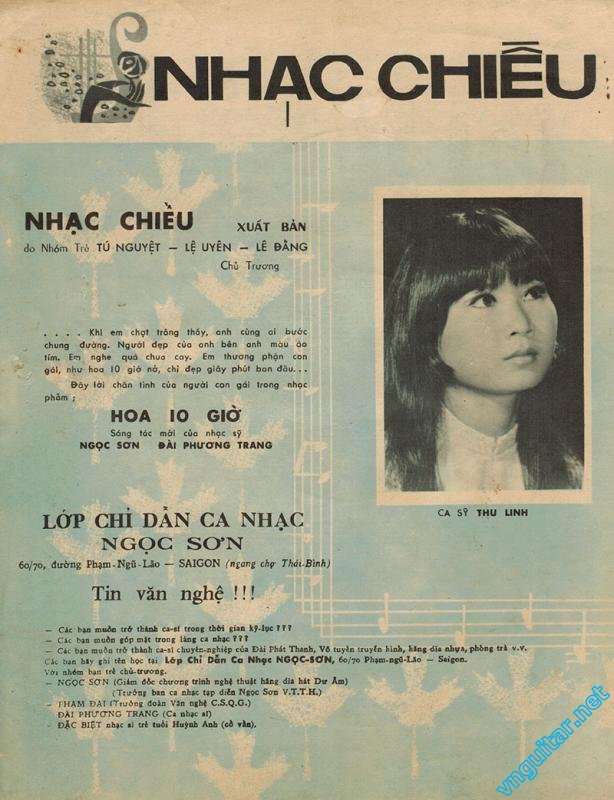 NHẠC CHIỀU
NHẠC CHIỀU XUẤT BẢN
do Nhóm Trẻ TÚ NGUYỆT — LỆ UYÊN — LÊ ĐẰNG
Chủ Trương
. . . . Khi em chợt trông thấy, anh cùng ai bước
chung đường. Người đẹp của anh bên anh màu áo
tím. Em nghe quá chua cay. Em thương phận con
gái, như hoa 10 giờ nở, chỉ đẹp giây phút ban đầu...
Đây lời chân tình của người con gái trong nhạc
phẩm ;
HOA 10 GIỜ
Sáng tác mới của nhạc sỹ
NGỌC SƠN ĐÀI PHƯƠNG TRANG
CA SỸ THU LINH
LỚP CHỈ DẪN CA NHẠC
NGỌC SƠN
60/70, đường Phạm-Ngũ-Lão — SAIGON (ngang chợ Thái-Bình)
Tin văn nghệ !!!
— Các bạn muốn trở thành ca-sĩ trong thời gian kỷ-lục ???
— Các bạn muốn góp mặt trong làng ca nhạc ???
— Các bạn muốn trở thành ca-sĩ chuyên-nghiệp của Đài Phát Thanh, Vô tuyến truyền hình, hãng dĩa nhựa, phòng trà v.v.
Các bạn hãy ghi tên học tại Lớp Chỉ Dẫn Ca Nhạc NGỌC-SƠN, 60/70 Phạm-ngũ-Lão — Saigon.
Với nhóm bạn trẻ chủ-trương.
— NGỌC SƠN (Giám đốc chương trình nghệ thuật hãng dĩa hát Dư Âm)
(Trưởng ban ca nhạc tạp diễn Ngọc Sơn V.T.T.H.)
— PHẠM ĐẠI (Trưởng đoàn Văn nghệ C.S.Q.G.)
ĐÀI PHƯƠNG TRANG (Ca nhạc sĩ)
— ĐẶC BIỆT nhạc sĩ trẻ tuổi Huỳnh Anh (cố vấn).
vnguitar.net